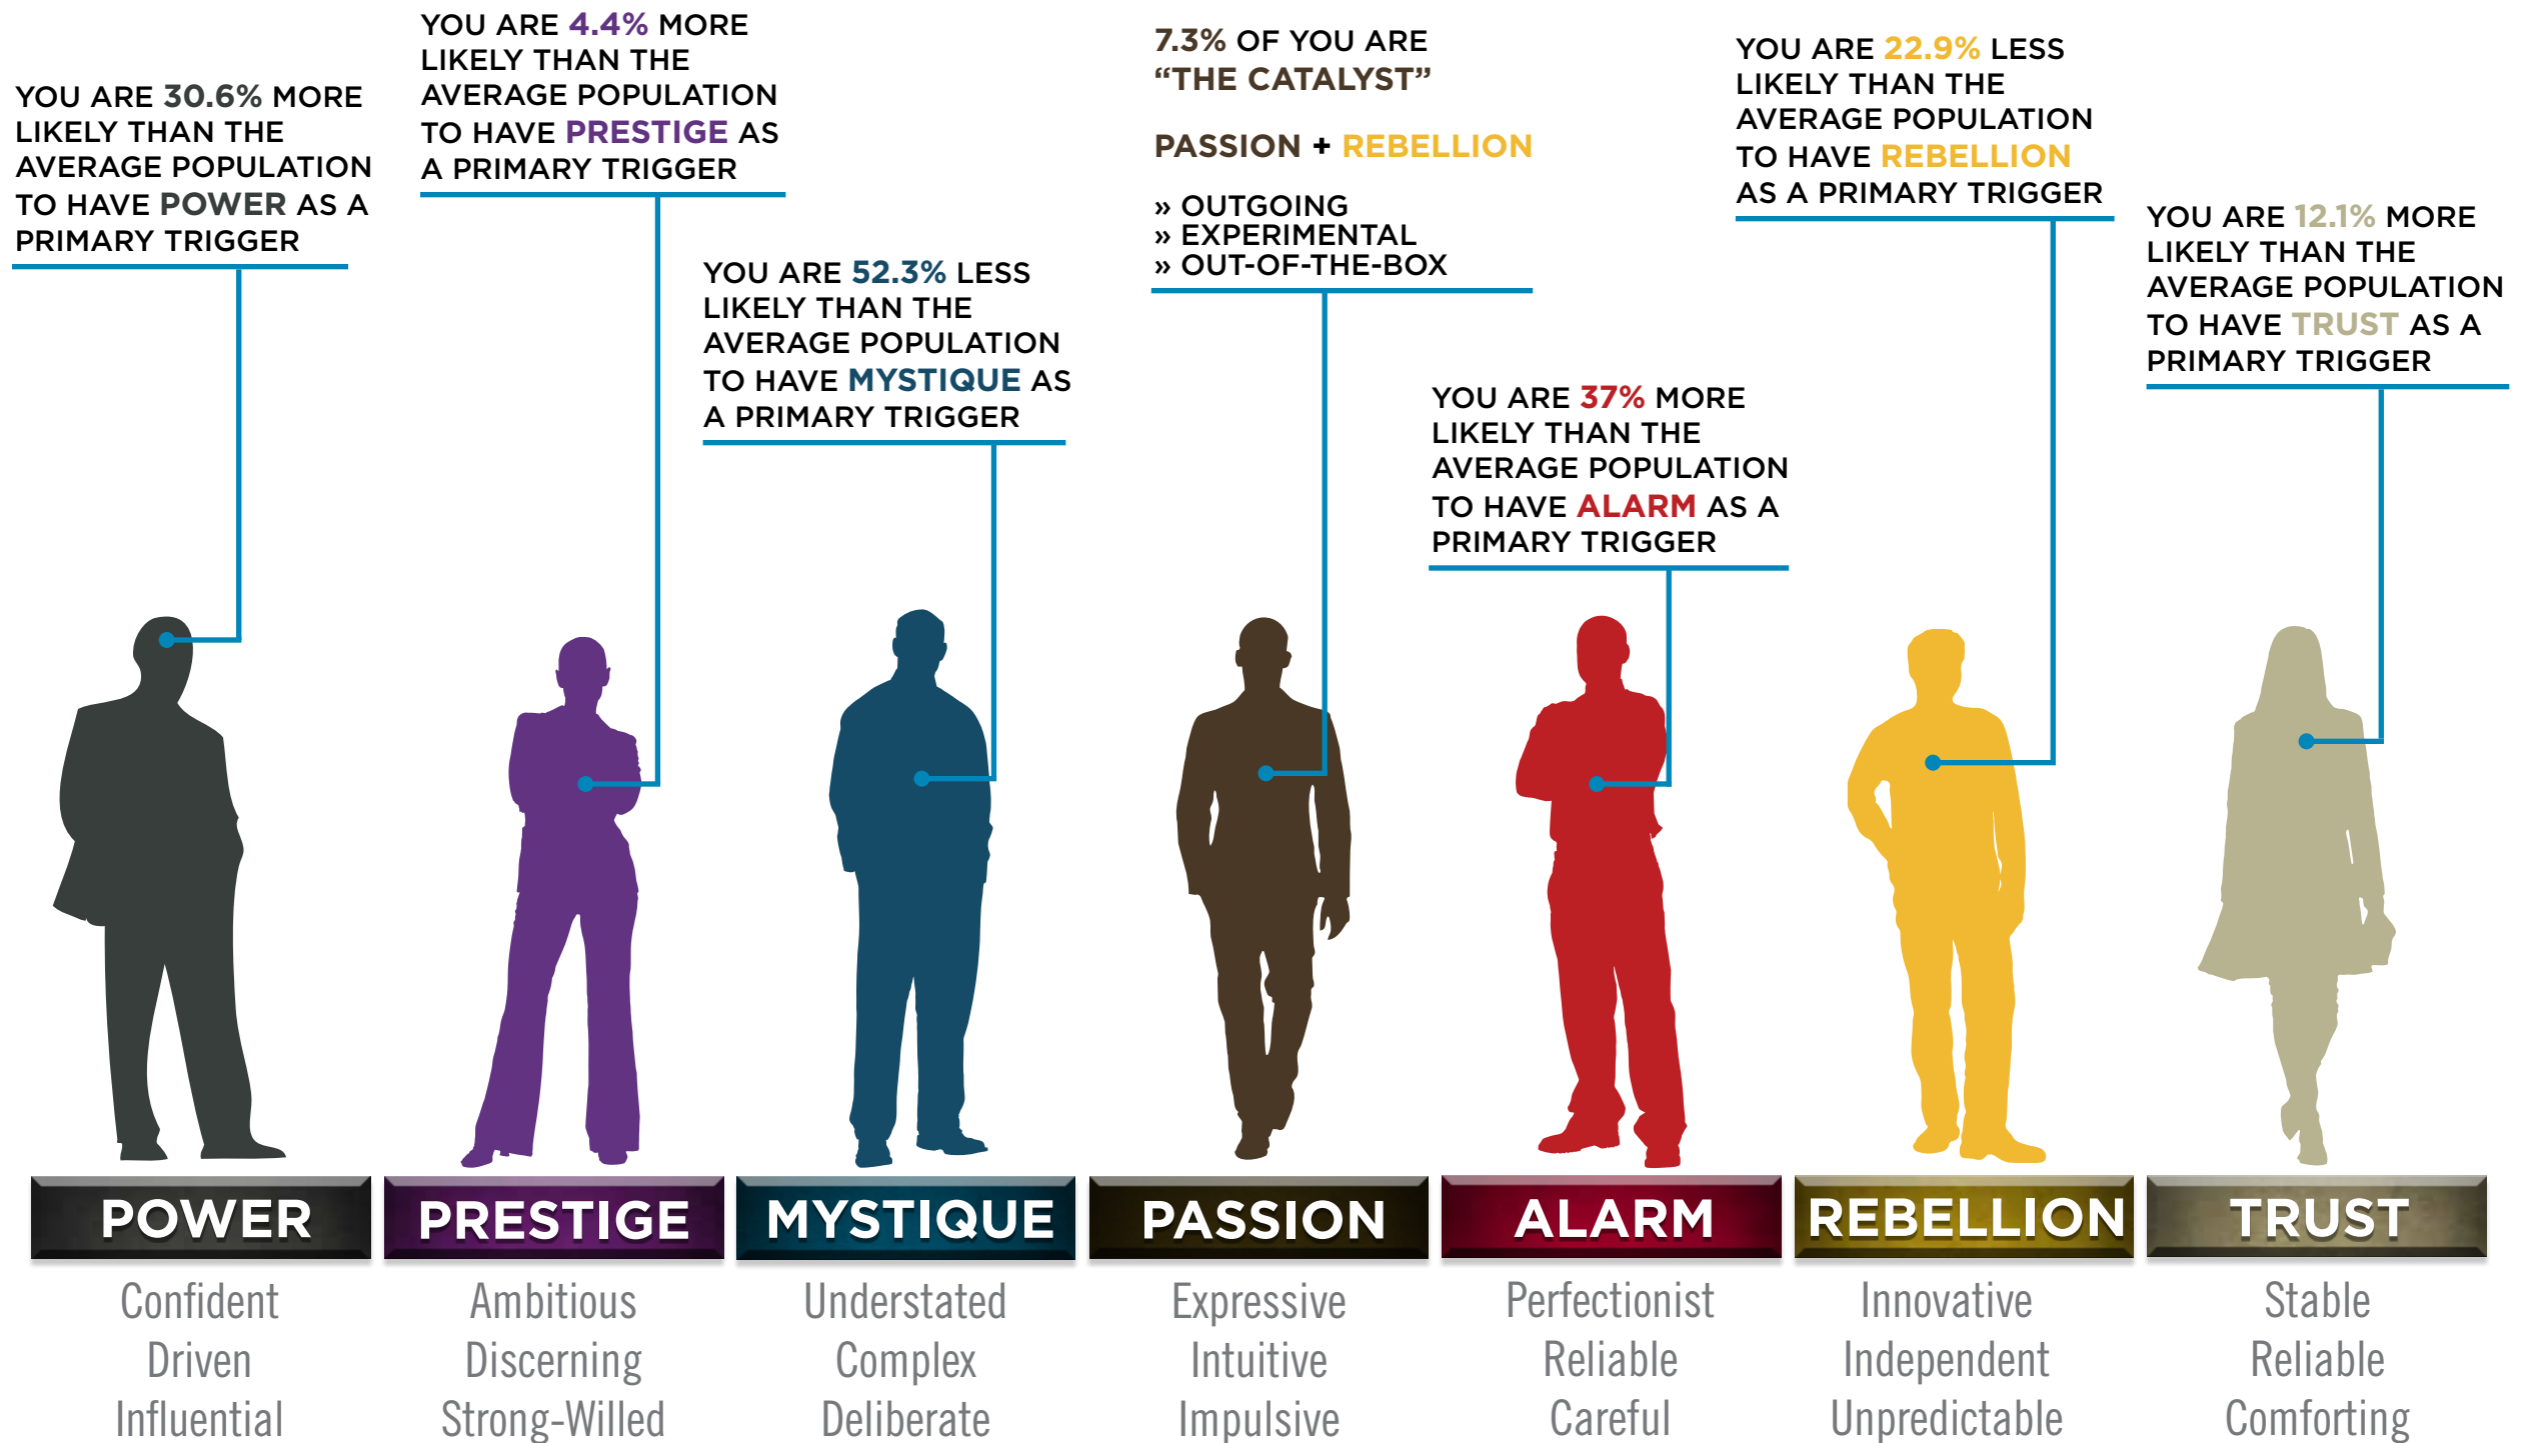 YOU ARE 30.6% MORE
LIKELY THAN THE
AVERAGE POPULATION
TO HAVE POWER AS A
PRIMARY TRIGGER
YOU ARE 4.4% MORE
LIKELY THAN THE
AVERAGE POPULATION
TO HAVE PRESTIGE AS
A PRIMARY TRIGGER
YOU ARE 52.3% LESS
LIKELY THAN THE
AVERAGE POPULATION
TO HAVE MYSTIQUE AS
A PRIMARY TRIGGER
7.3% OF YOU ARE
“THE CATALYST”
PASSION + REBELLION
» OUTGOING
» EXPERIMENTAL
» OUT-OF-THE-BOX
YOU ARE 37% MORE
LIKELY THAN THE
AVERAGE POPULATION
TO HAVE ALARM AS A
PRIMARY TRIGGER
YOU ARE 22.9% LESS
LIKELY THAN THE
AVERAGE POPULATION
TO HAVE REBELLION
AS A PRIMARY TRIGGER
YOU ARE 12.1% MORE
LIKELY THAN THE
AVERAGE POPULATION
TO HAVE TRUST AS A
PRIMARY TRIGGER
POWER
Confident
Driven
Influential
PRESTIGE
Ambitious
Discerning
Strong-Willed
MYSTIQUE
Understated
Complex
Deliberate
PASSION
Expressive
Intuitive
Impulsive
ALARM
Perfectionist
Reliable
Careful
REBELLION
Innovative
Independent
Unpredictable
TRUST
Stable
Reliable
Comforting